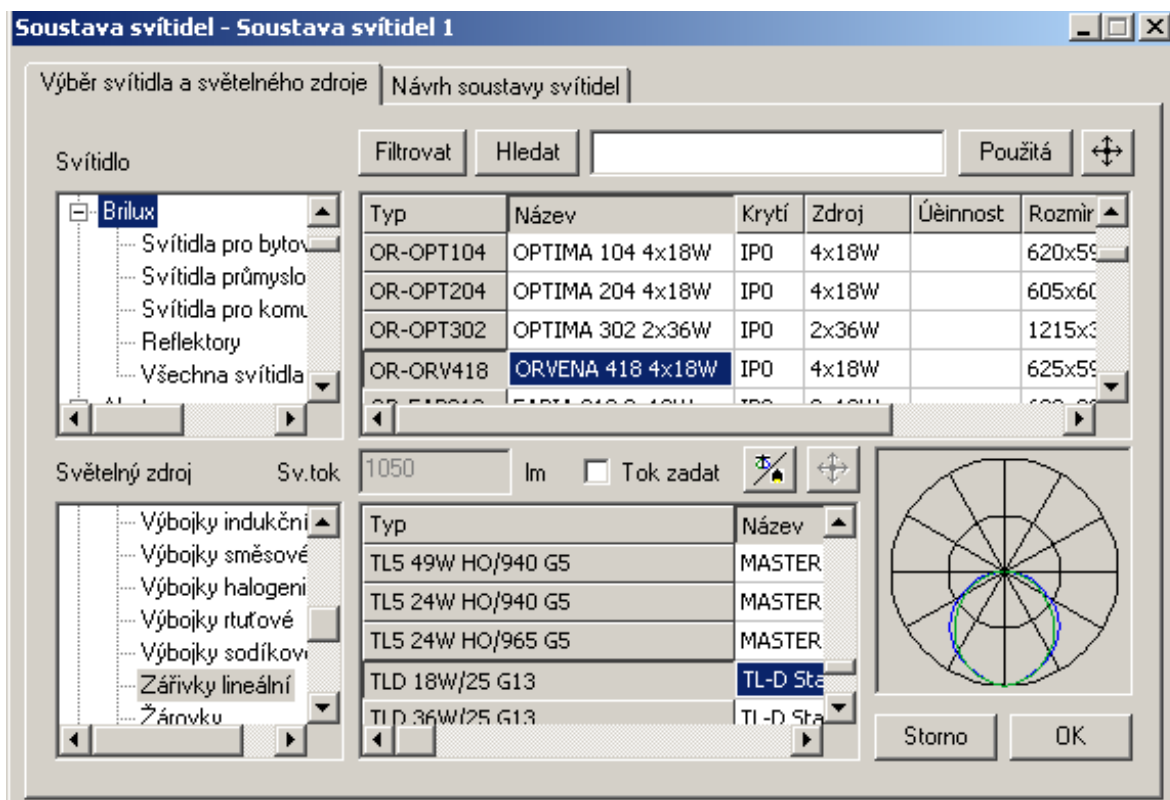 Soustava svítidel - Soustava svítidel 1
Výběr svítidla a světelného zdroje Návrh soustavy svítidel
Svítidlo Filtrovat Hledat Použitá
Brilux
Svítidla pro bytov
Svítidla průmyslo
Svítidla pro komu
Reflektory
Všechna svítidla
Typ Název Krytí Zdroj Úèinnost Rozmìr
OR-OPT104 OPTIMA 104 4x18W IP0 4x18W 620x59
OR-OPT204 OPTIMA 204 4x18W IP0 4x18W 605x60
OR-OPT302 OPTIMA 302 2x36W IP0 2x36W 1215x3
OR-ORV418 ORVENA 418 4x18W IP0 4x18W 625x59
Světelný zdroj Sv.tok 1050 lm Tok zadat
Výbojky indukční
Výbojky směsové
Výbojky halogeni
Výbojky rtuťové
Výbojky sodíkov
Zářivky lineální
Žárovky
Typ Název
TL5 49W HO/940 G5 MASTER
TL5 24W HO/940 G5 MASTER
TL5 24W HO/965 G5 MASTER
TLD 18W/25 G13 TL-D Sta
TLD 36W/25 G13 TL-D Sta
Storno OK